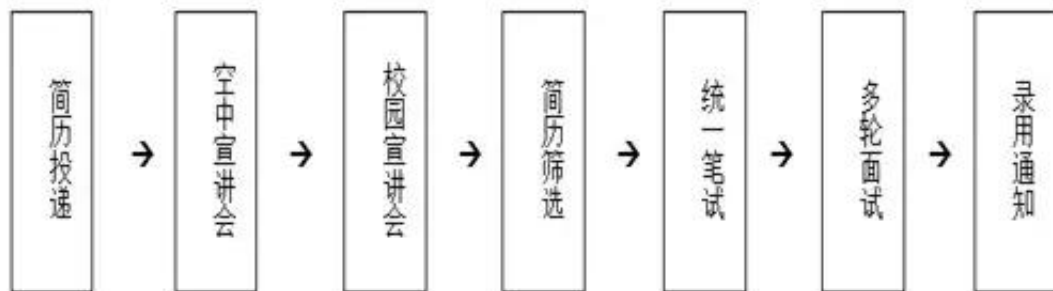 简历投递
空中宣讲会
校园宣讲会
简历筛选
统一笔试
多轮面试
录用通知